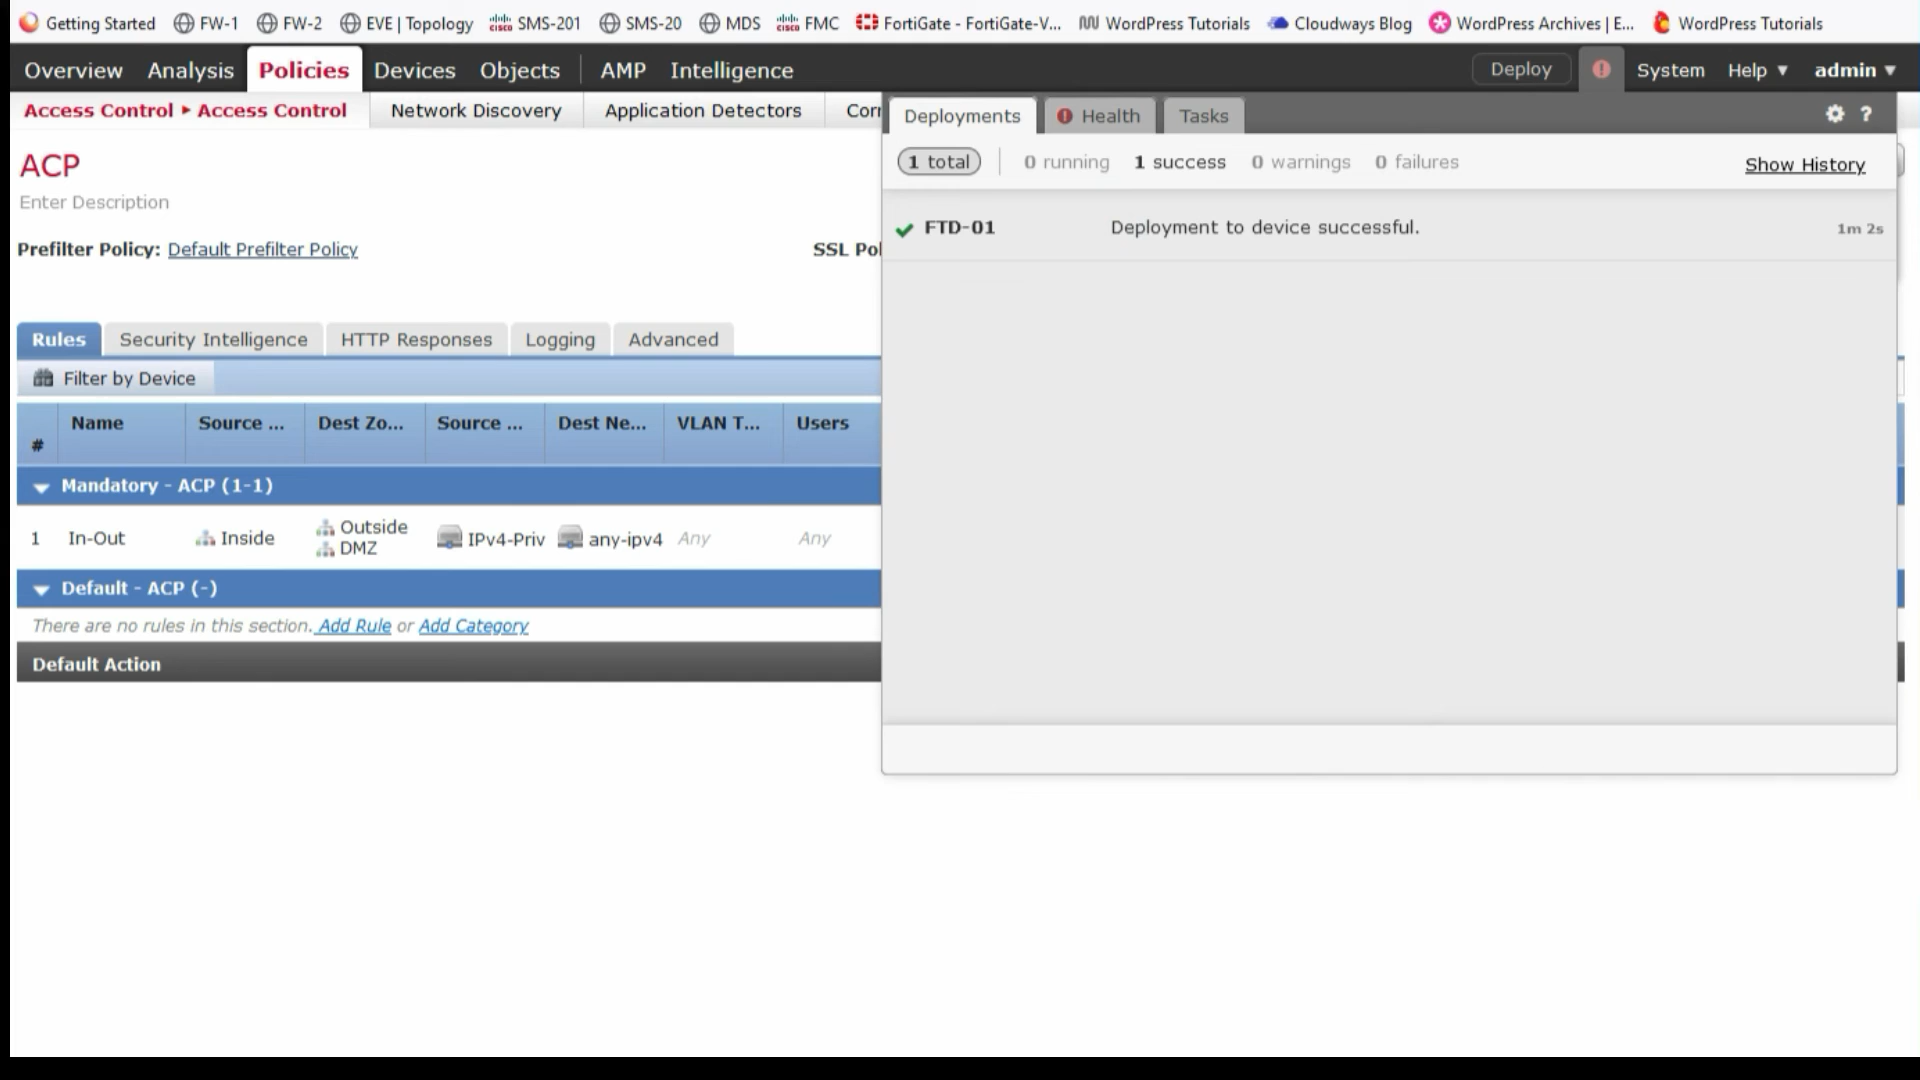 Getting Started FW-1 FW-2 EVE | Topology SMS-201 SMS-20 MDS FMC FortiGate - FortiGate-V... WordPress Tutorials Cloudways Blog WordPress Archives | E... WordPress Tutorials
Overview Analysis Policies Devices Objects AMP Intelligence Deploy System Help admin
Access Control ▸ Access Control Network Discovery Application Detectors Corr
Deployments Health Tasks ?
1 total 0 running 1 success 0 warnings 0 failures Show History
FTD-01 Deployment to device successful. 1m 2s
ACP
Enter Description
Prefilter Policy: Default Prefilter Policy SSL Pol
Rules Security Intelligence HTTP Responses Logging Advanced
Filter by Device
# Name Source ... Dest Zo... Source ... Dest Ne... VLAN T... Users
Mandatory - ACP (1-1)
1 In-Out Inside Outside IPv4-Priv any-ipv4 Any Any
DMZ
Default - ACP (-)
There are no rules in this section. Add Rule or Add Category
Default Action